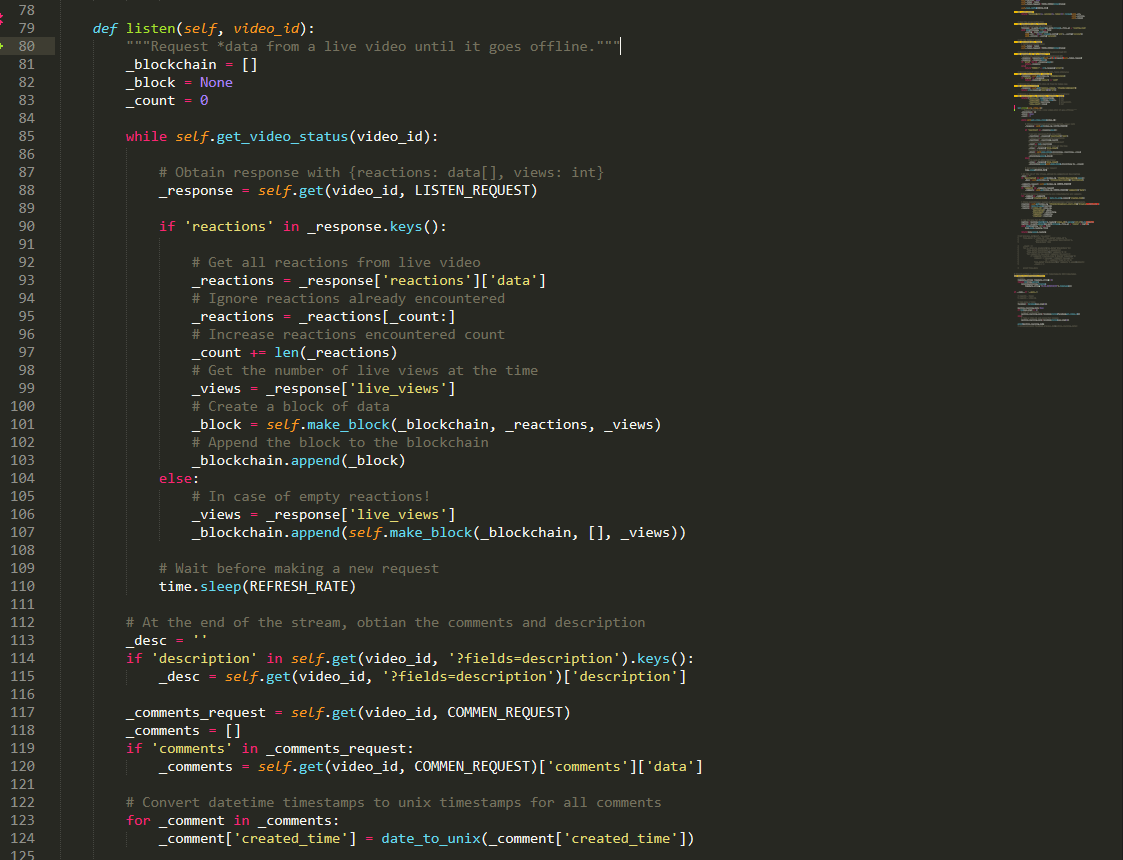 78
79     def listen(self, video_id):
80         """Request *data from a live video until it goes offline."""
81         _blockchain = []
82         _block = None
83         _count = 0
84
85         while self.get_video_status(video_id):
86
87             # Obtain response with {reactions: data[], views: int}
88             _response = self.get(video_id, LISTEN_REQUEST)
89
90             if 'reactions' in _response.keys():
91
92                 # Get all reactions from live video
93                 _reactions = _response['reactions']['data']
94                 # Ignore reactions already encountered
95                 _reactions = _reactions[_count:]
96                 # Increase reactions encountered count
97                 _count += len(_reactions)
98                 # Get the number of live views at the time
99                 _views = _response['live_views']
100                 # Create a block of data
101                 _block = self.make_block(_blockchain, _reactions, _views)
102                 # Append the block to the blockchain
103                 _blockchain.append(_block)
104             else:
105                 # In case of empty reactions!
106                 _views = _response['live_views']
107                 _blockchain.append(self.make_block(_blockchain, [], _views))
108
109             # Wait before making a new request
110             time.sleep(REFRESH_RATE)
111
112         # At the end of the stream, obtian the comments and description
113         _desc = ''
114         if 'description' in self.get(video_id, '?fields=description').keys():
115             _desc = self.get(video_id, '?fields=description')['description']
116
117         _comments_request = self.get(video_id, COMMEN_REQUEST)
118         _comments = []
119         if 'comments' in _comments_request:
120             _comments = self.get(video_id, COMMEN_REQUEST)['comments']['data']
121
122         # Convert datetime timestamps to unix timestamps for all comments
123         for _comment in _comments:
124             _comment['created_time'] = date_to_unix(_comment['created_time'])
125